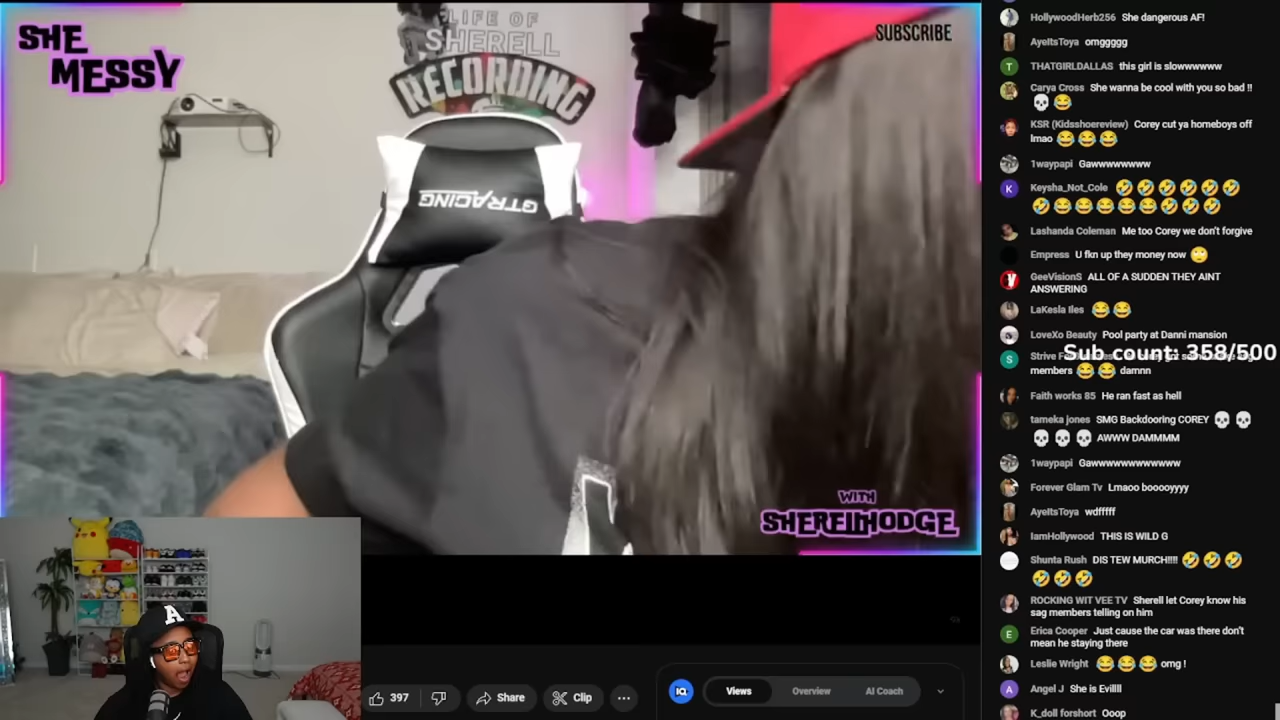 SHE
MESSY
LIFE OF
SHERELL
RECORDING
SUBSCRIBE
GTRACING
WITH
SHERELLHODGE
A
397
Share
Clip
IQ
Views
Overview
AI Coach
HollywoodHerb256 She dangerous AF!
AyeItsToya omggggg
T
THATGIRLDALLAS this girl is slowwwwww
Carya Cross She wanna be cool with you so bad !!
💀😂
KSR (Kidsshoereview) Corey cut ya homeboys off
lmao 😂😂😂
1waypapi Gawwwwwwwww
K
Keysha_Not_Cole 🤣🤣🤣🤣🤣🤣
🤣😂😂😂😂😂🤣🤣🤣
Lashanda Coleman Me too Corey we don't forgive
Empress U fkn up they money now 🙄
GeeVisionS ALL OF A SUDDEN THEY AINT
ANSWERING
LaKesla Iles 😂😂
LoveXo Beauty Pool party at Danni mansion
Sub count: 358/500
S
Strive
members 😂😂 damnn
Faith works 85 He ran fast as hell
tameka jones SMG Backdooring COREY 💀💀
💀💀💀 AWWW DAMMMM
1waypapi Gawwwwwwwwwwww
Forever Glam Tv Lmaoo booooyyyy
AyeItsToya wdfffff
IamHollywood THIS IS WILD G
Shunta Rush DIS TEW MURCH!!!! 🤣🤣🤣
🤣🤣🤣
ROCKING WIT VEE TV Sherell let Corey know his
sag members telling on him
E
Erica Cooper Just cause the car was there don't
mean he staying there
Leslie Wright 😂😂😂 omg !
A
Angel J She is Evillll
K_doll forshort Ooop